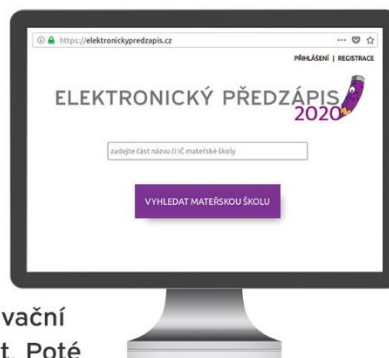 https://elektronickypredzapis.cz
PŘIHLÁŠENÍ | REGISTRACE
ELEKTRONICKÝ PŘEDZÁPIS
2020
zadejte část názvu či IČ mateřské školy
VYHLEDAT MATEŘSKOU ŠKOLU
vační
t. Poté